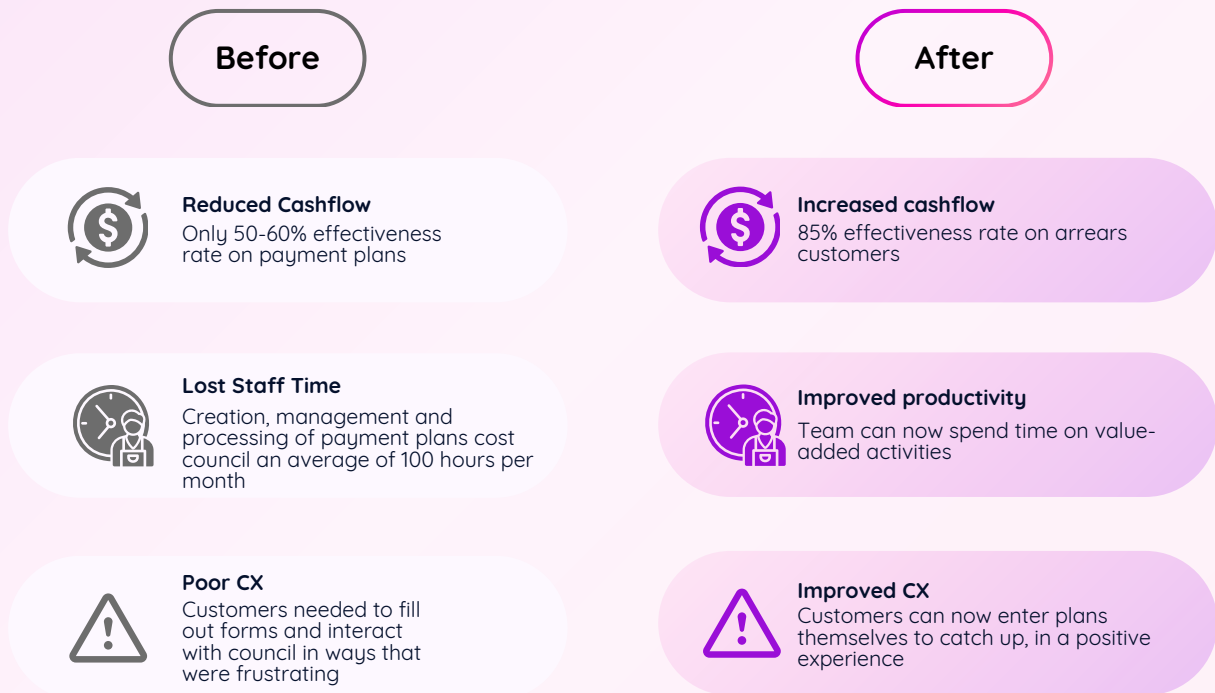 Before
After
Reduced Cashflow
Only 50-60% effectiveness
rate on payment plans
Increased cashflow
85% effectiveness rate on arrears
customers
Lost Staff Time
Creation, management and
processing of payment plans cost
council an average of 100 hours per
month
Improved productivity
Team can now spend time on value-
added activities
Poor CX
Customers needed to fill
out forms and interact
with council in ways that
were frustrating
Improved CX
Customers can now enter plans
themselves to catch up, in a positive
experience